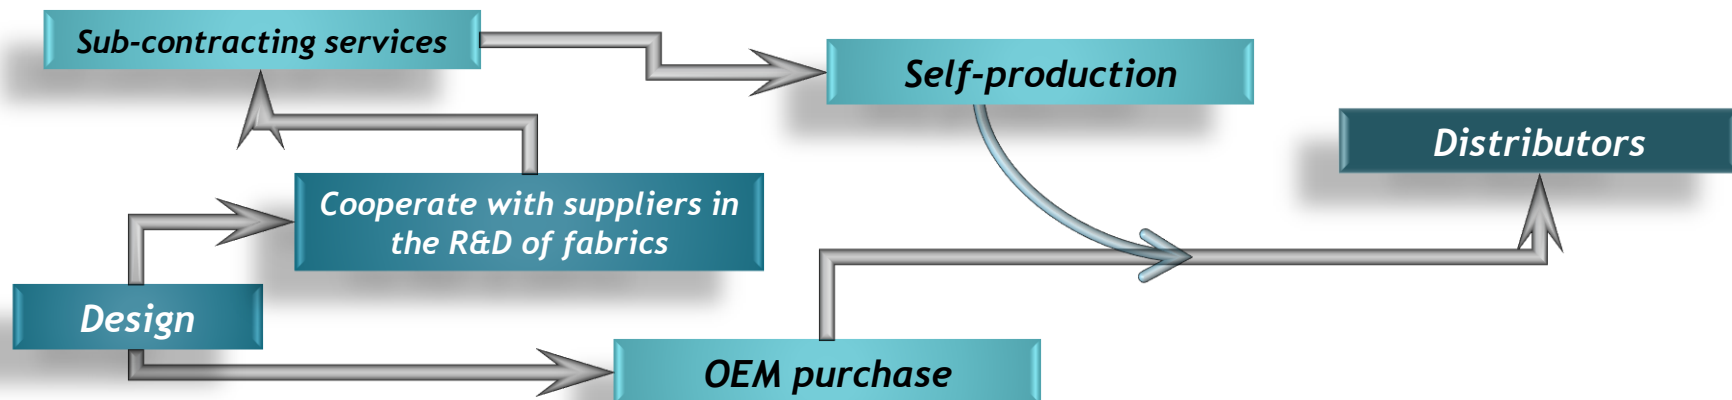 Sub-contracting services
Self-production
Distributors
Cooperate with suppliers in
the R&D of fabrics
Design
OEM purchase